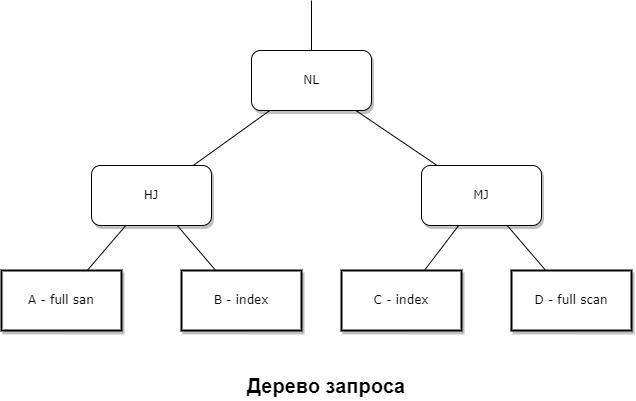 NL
HJ
MJ
A - full san
B - index
C - index
D - full scan
Дерево запроса